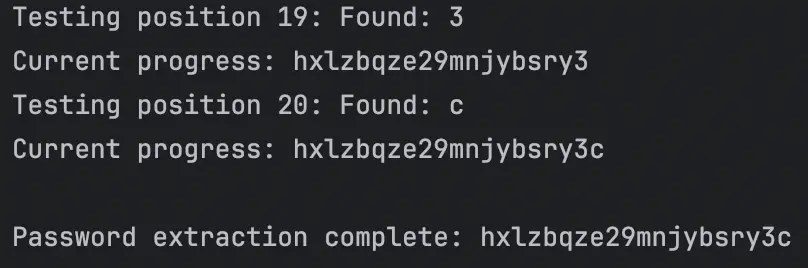 Testing position 19: Found: 3
Current progress: hxlzbqze29mnjybsry3
Testing position 20: Found: c
Current progress: hxlzbqze29mnjybsry3c
Password extraction complete: hxlzbqze29mnjybsry3c